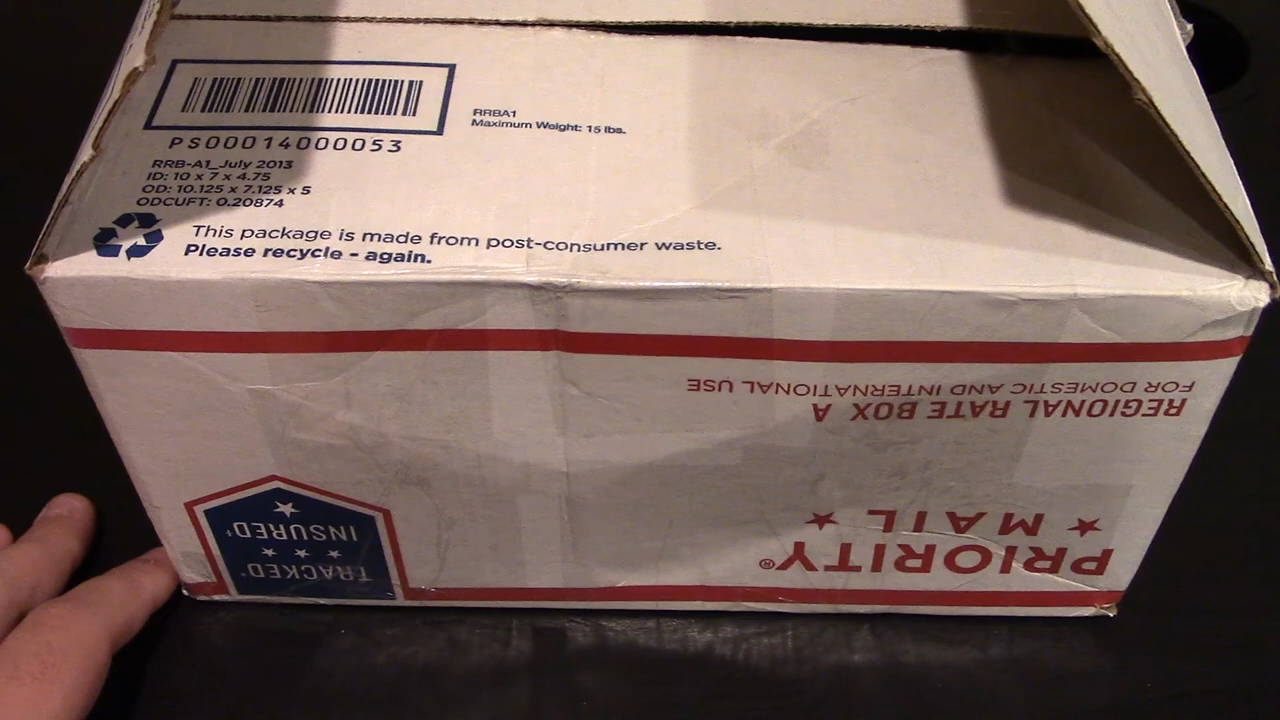 PS00014000053
RRB-A1_July 2013
ID: 10 x 7 x 4.75
OD: 10.125 x 7.125 x 5
ODCUFT: 0.20874
RRBA1
Maximum Weight: 15 lbs.
This package is made from post-consumer waste.
Please recycle - again.
PRIORITY®
★ MAIL ★
REGIONAL RATE BOX A
FOR DOMESTIC AND INTERNATIONAL USE
TRACKED*
★ ★ ★
INSURED†
★